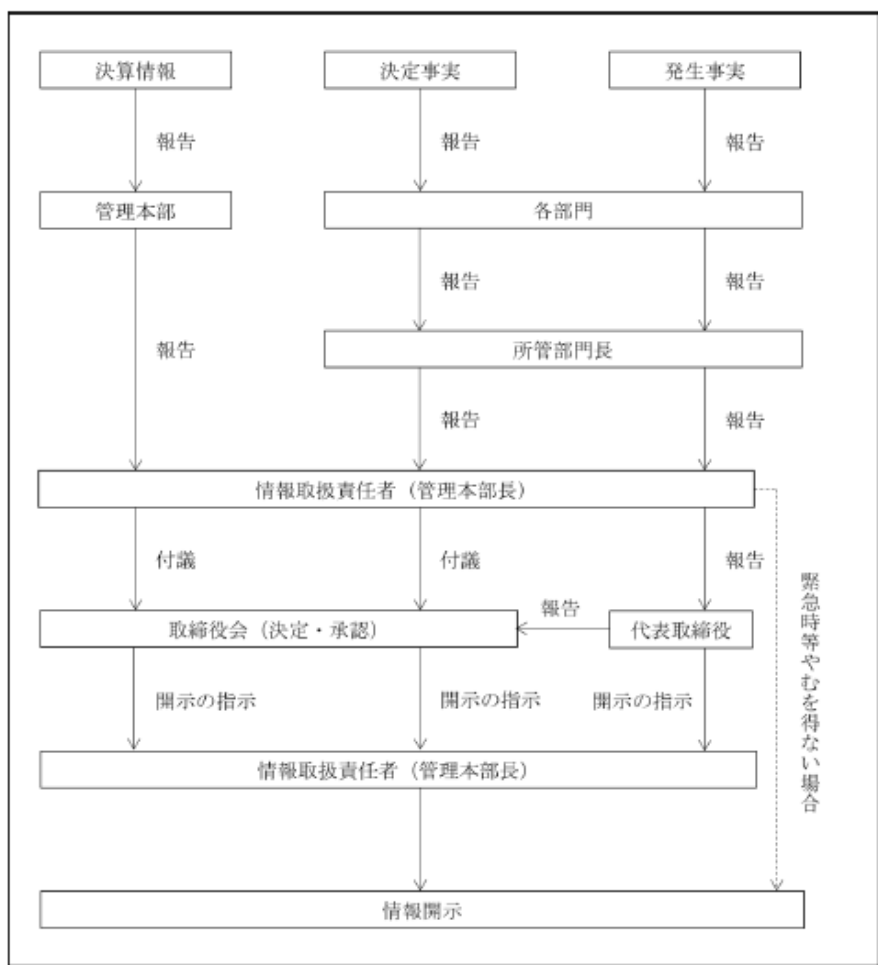 決算情報
決定事実
発生事実
報告
報告
報告
管理本部
各部門
報告
報告
報告
所管部門長
報告
報告
情報取扱責任者(管理本部長)
付議
付議
報告
取締役会(決定・承認)
報告
代表取締役
開示の指示
開示の指示
開示の指示
緊急時等やむを得ない場合
情報取扱責任者(管理本部長)
情報開示